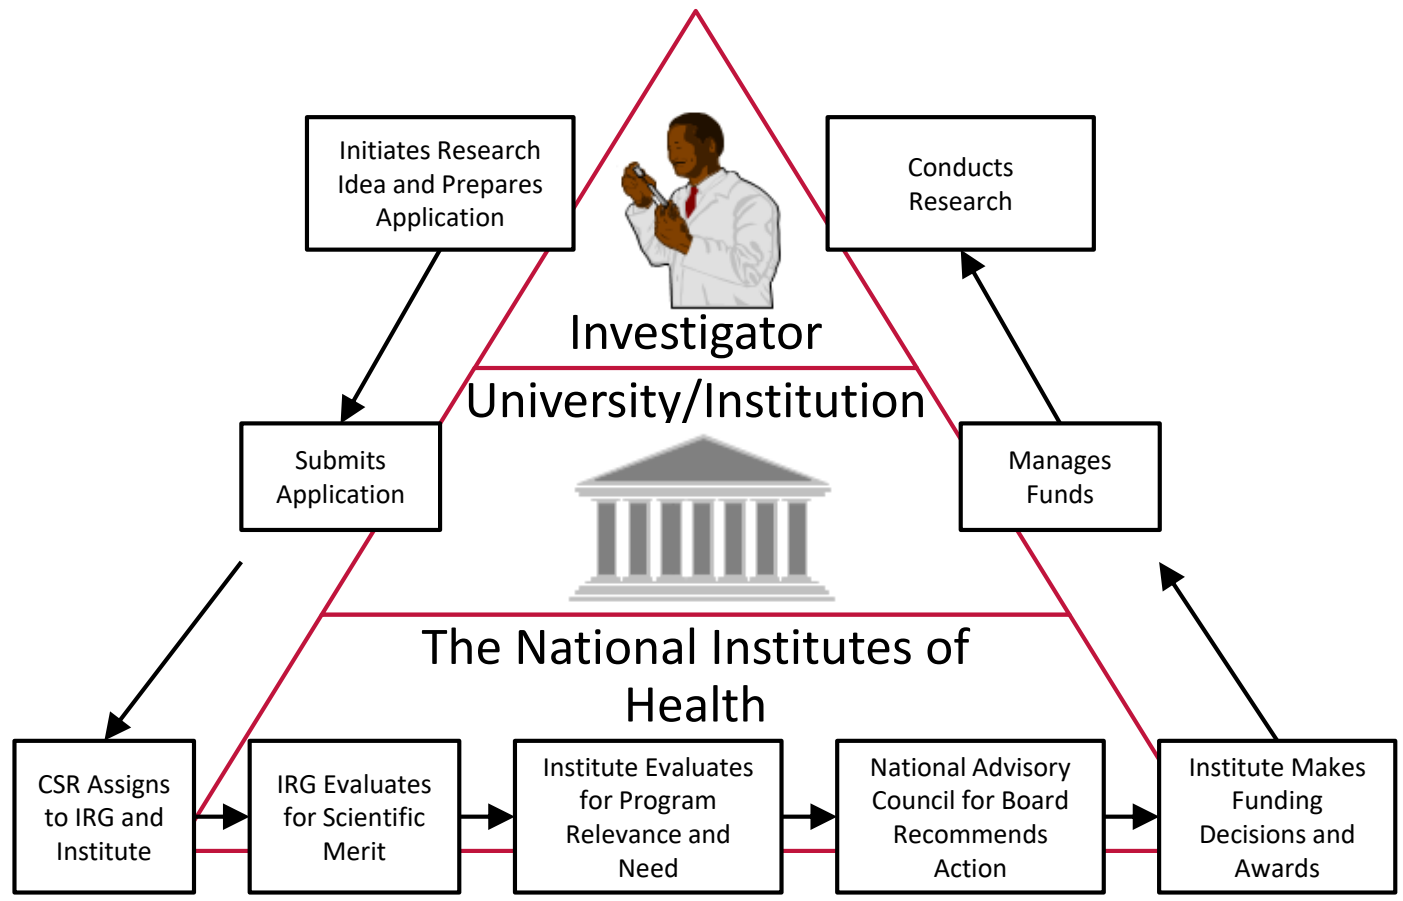 Initiates Research
Idea and Prepares
Application
Conducts
Research
Investigator
University/Institution
Submits
Application
Manages
Funds
The National Institutes of
Health
CSR Assigns
to IRG and
Institute
IRG Evaluates
for Scientific
Merit
Institute Evaluates
for Program
Relevance and
Need
National Advisory
Council for Board
Recommends
Action
Institute Makes
Funding
Decisions and
Awards